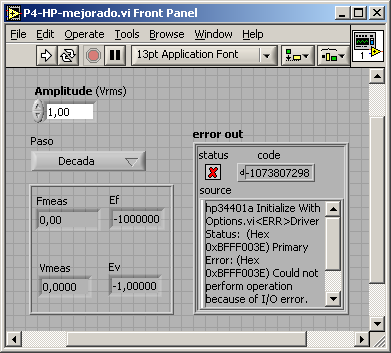 P4-HP-mejorado.vi Front Panel
File Edit Operate Tools Browse Window Help
13pt Application Font
1
Amplitude (Vrms)
1,00
error out
Paso
Decada
status code
d -1073807298
source
hp34401a Initialize With
Options.vi<ERR>Driver
Status: (Hex
0xBFFF003E) Primary
Error: (Hex
0xBFFF003E) Could not
perform operation
because of I/O error.
Fmeas Ef
0,00 -1000000
Vmeas Ev
0,0000 -1,00000